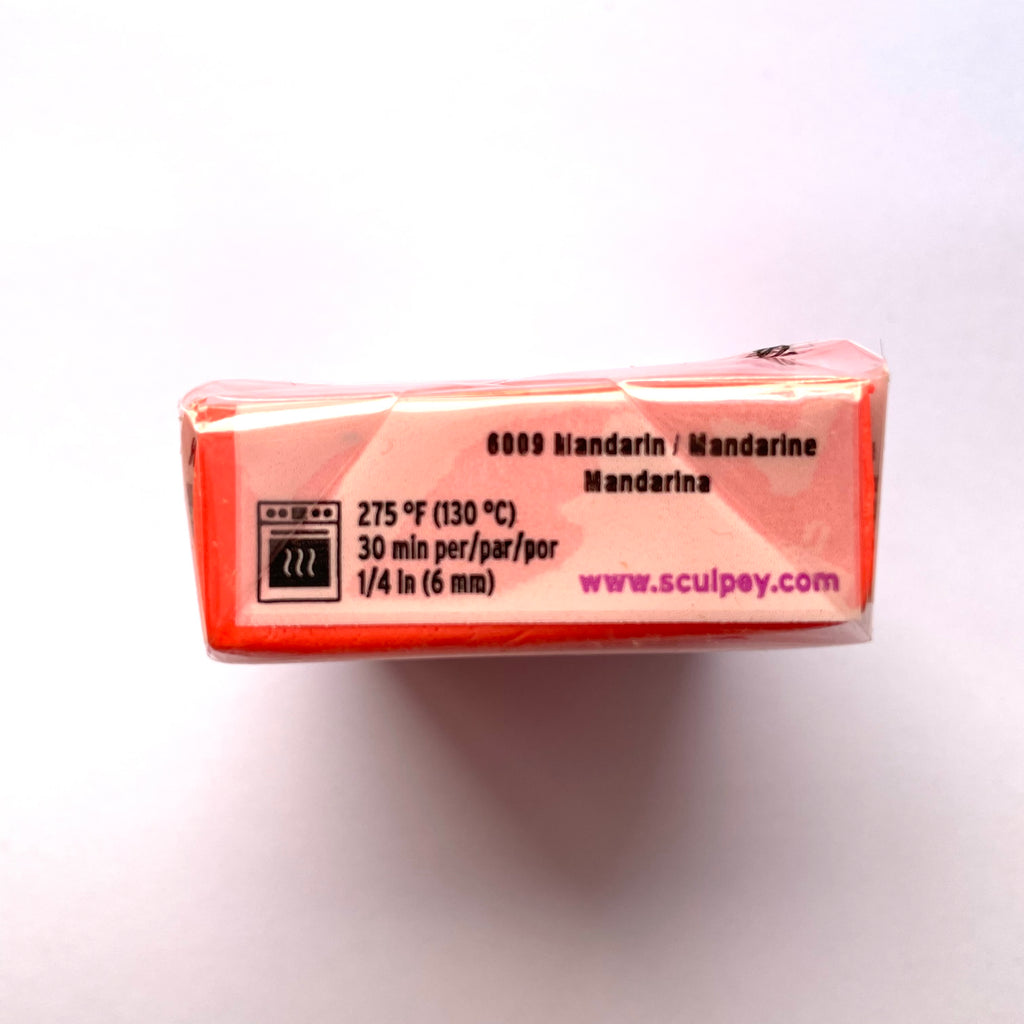 6009 Mandarin / Mandarine
Mandarina
275 °F (130 °C)
30 min per/par/por
1/4 in (6 mm)
www.sculpey.com